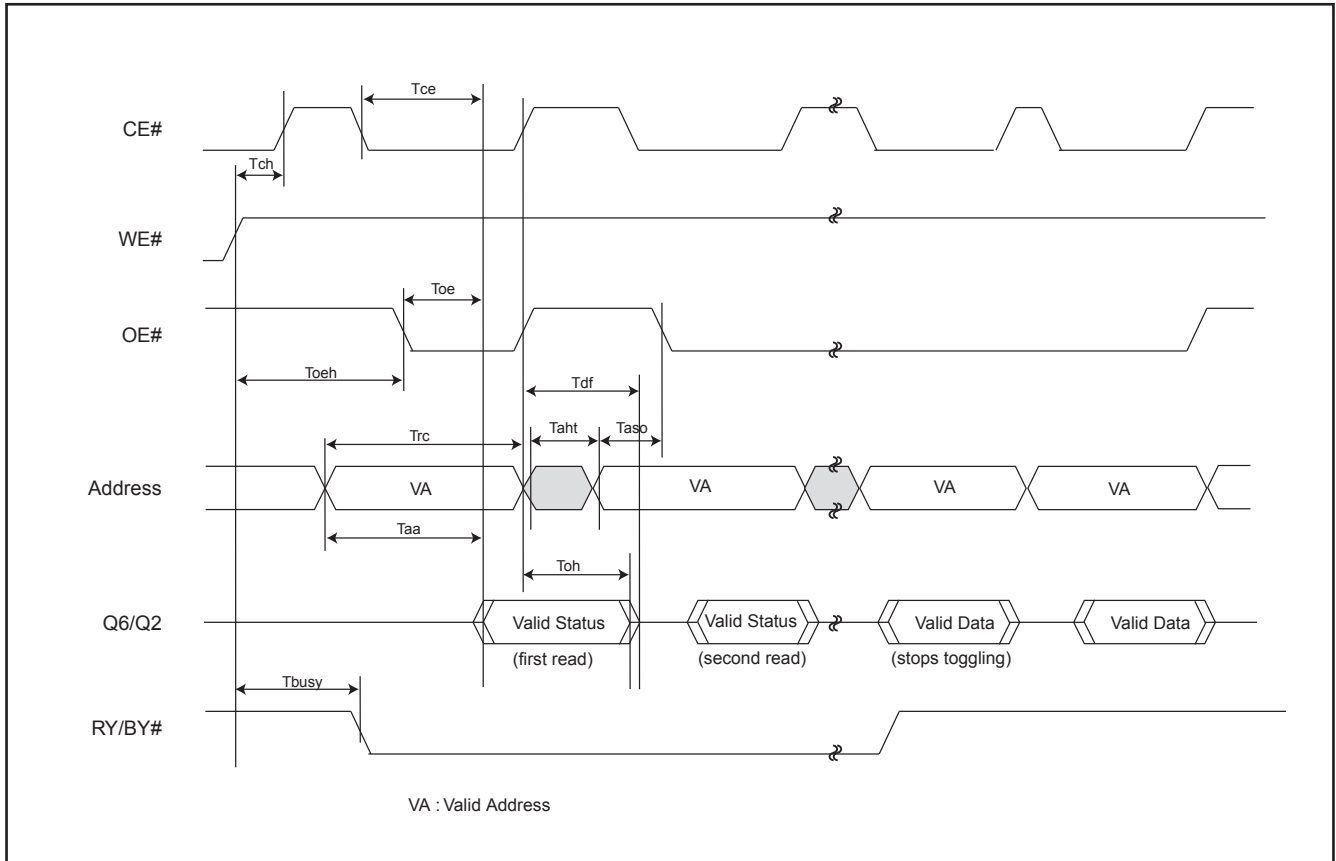 Tce
CE#
Tch
WE#
Toe
OE#
Toeh
Tdf
Trc
Taht
Taso
Address
VA
VA
VA
VA
Taa
Toh
Q6/Q2
Valid Status
Valid Status
Valid Data
Valid Data
(first read)
(second read)
(stops toggling)
Tbusy
RY/BY#
VA : Valid Address